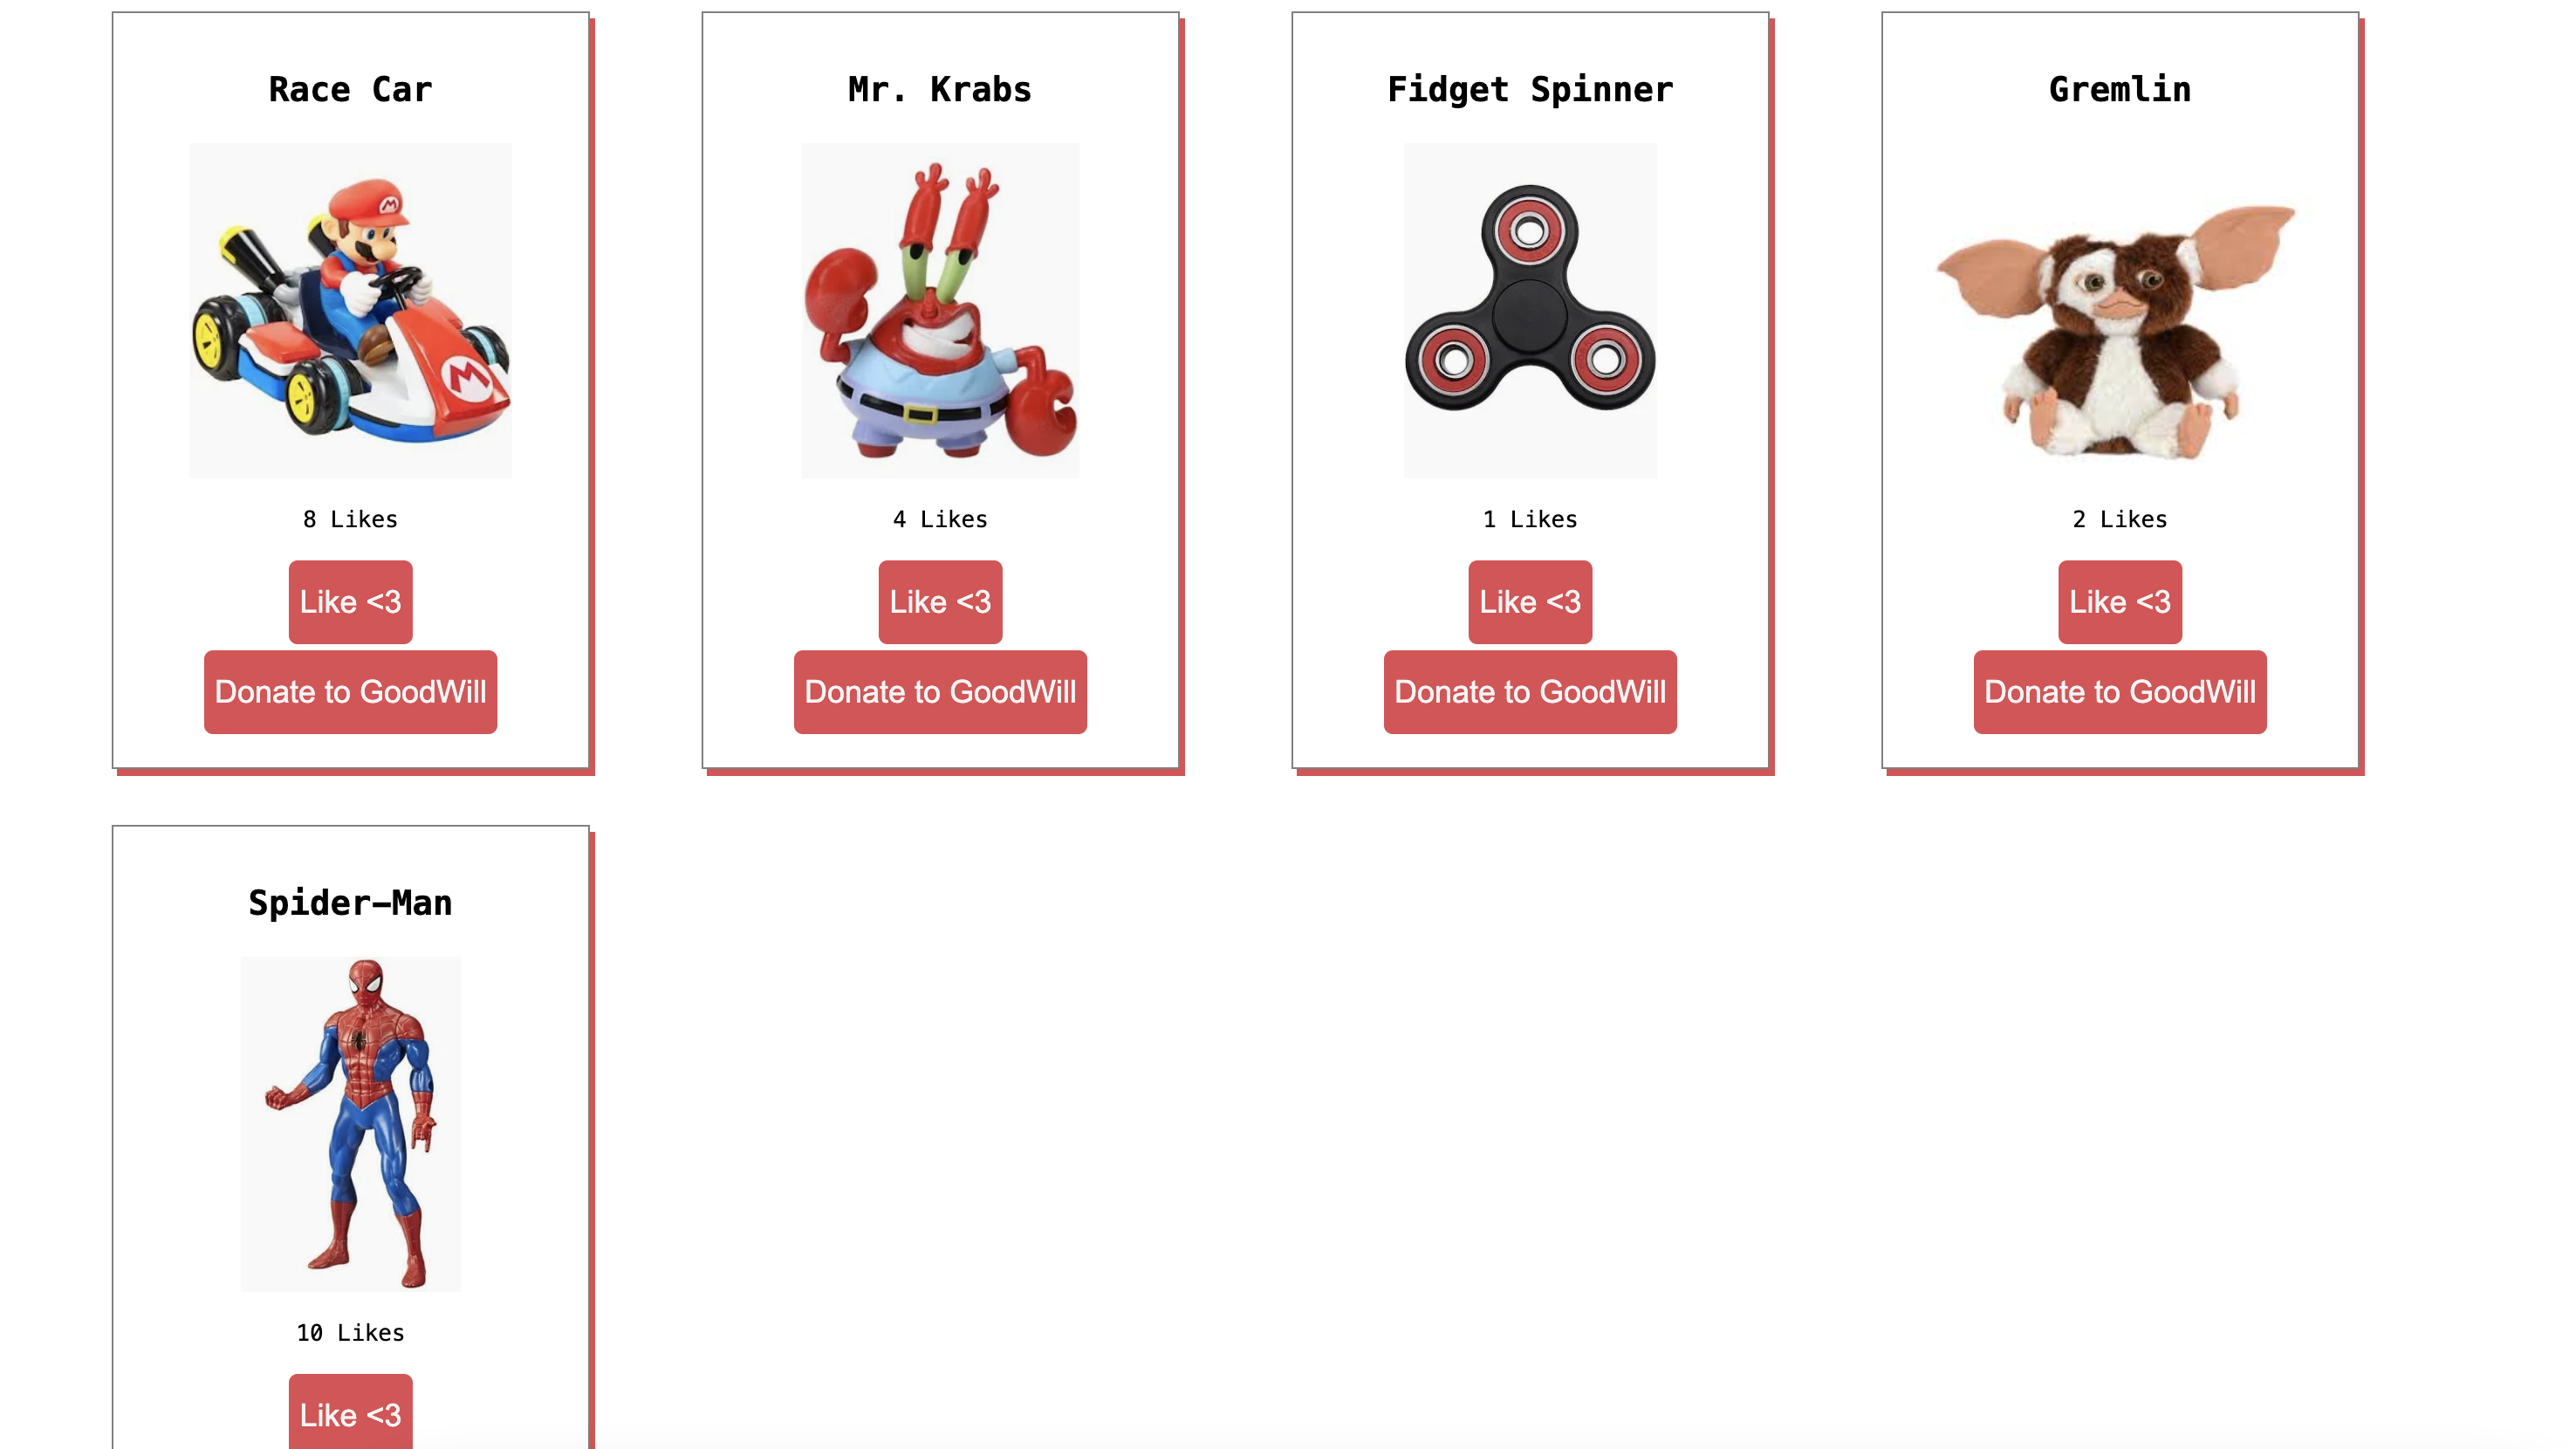 Race Car
8 Likes
Like <3
Donate to GoodWill
Mr. Krabs
4 Likes
Like <3
Donate to GoodWill
Fidget Spinner
1 Likes
Like <3
Donate to GoodWill
Gremlin
2 Likes
Like <3
Donate to GoodWill
Spider-Man
10 Likes
Like <3
M
M